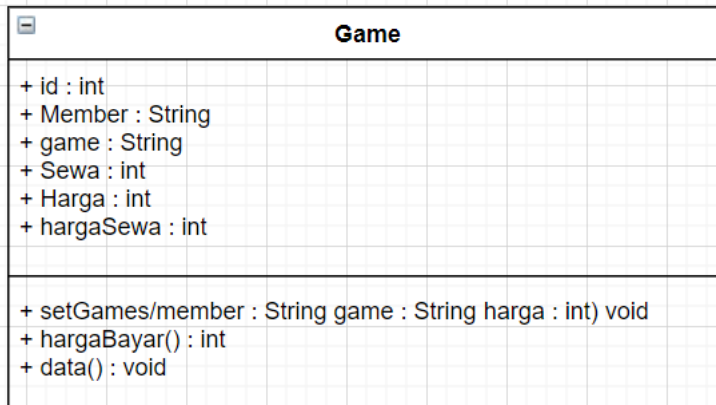 Game
+ id : int
+ Member : String
+ game : String
+ Sewa : int
+ Harga : int
+ hargaSewa : int
+ setGames/member : String game : String harga : int) void
+ hargaBayar() : int
+ data() : void